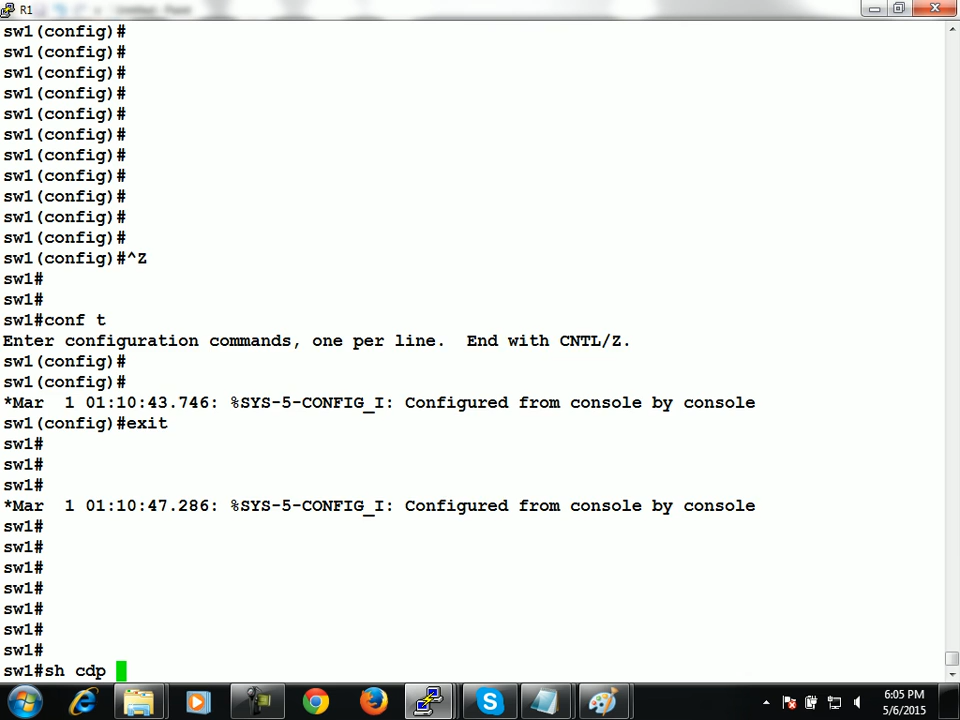 R1
sw1(config)#
sw1(config)#
sw1(config)#
sw1(config)#
sw1(config)#
sw1(config)#
sw1(config)#
sw1(config)#
sw1(config)#
sw1(config)#
sw1(config)#
sw1(config)#^Z
sw1#
sw1#
sw1#conf t
Enter configuration commands, one per line.  End with CNTL/Z.
sw1(config)#
sw1(config)#
*Mar  1 01:10:43.746: %SYS-5-CONFIG_I: Configured from console by console
sw1(config)#exit
sw1#
sw1#
sw1#
*Mar  1 01:10:47.286: %SYS-5-CONFIG_I: Configured from console by console
sw1#
sw1#
sw1#
sw1#
sw1#
sw1#
sw1#
sw1#sh cdp
6:05 PM
5/6/2015